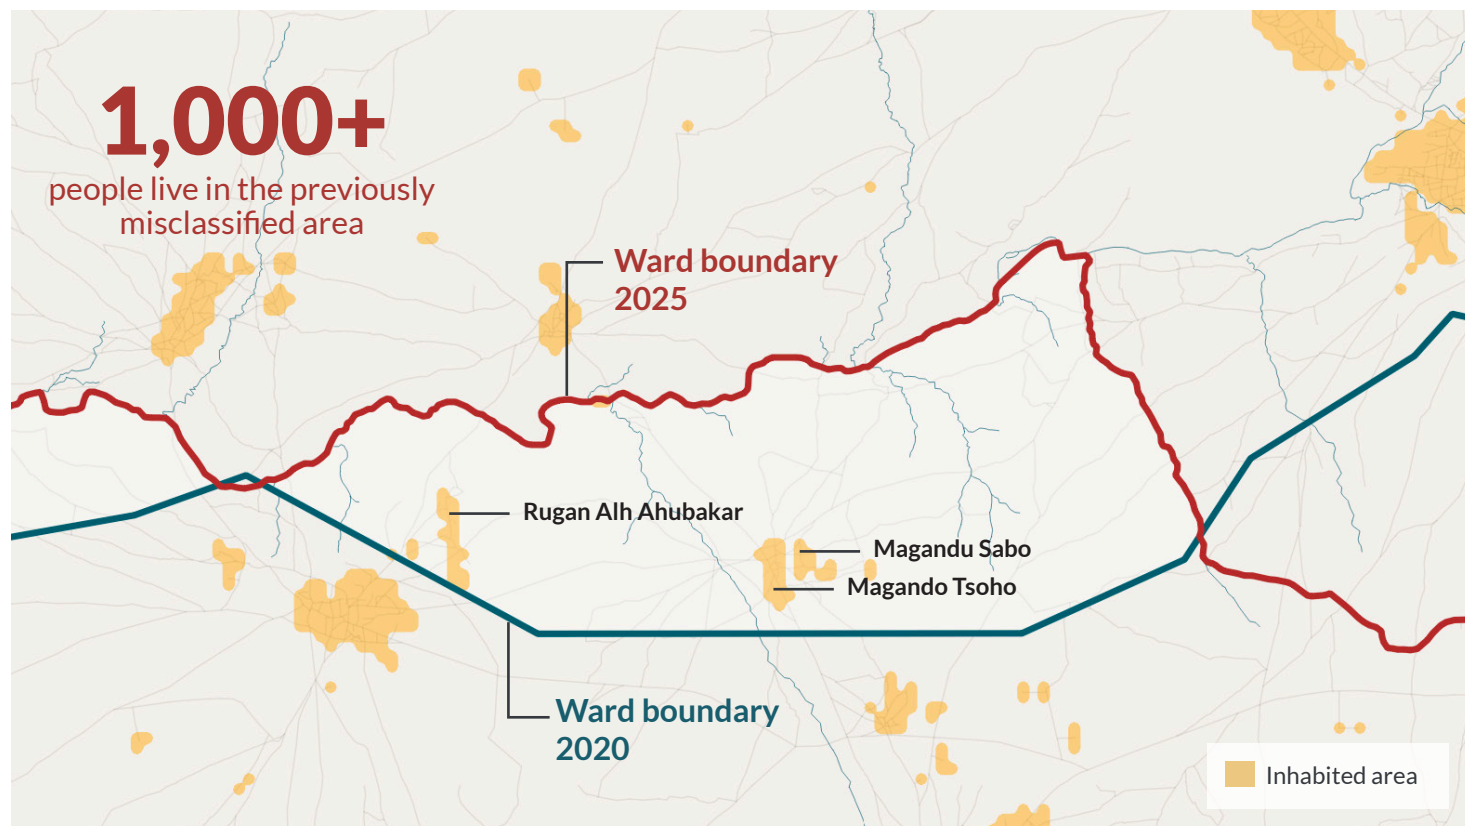 1,000+
people live in the previously
misclassified area
Ward boundary
2025
Rugan Alh Ahubakar
Magandu Sabo
Magando Tsoho
Ward boundary
2020
Inhabited area